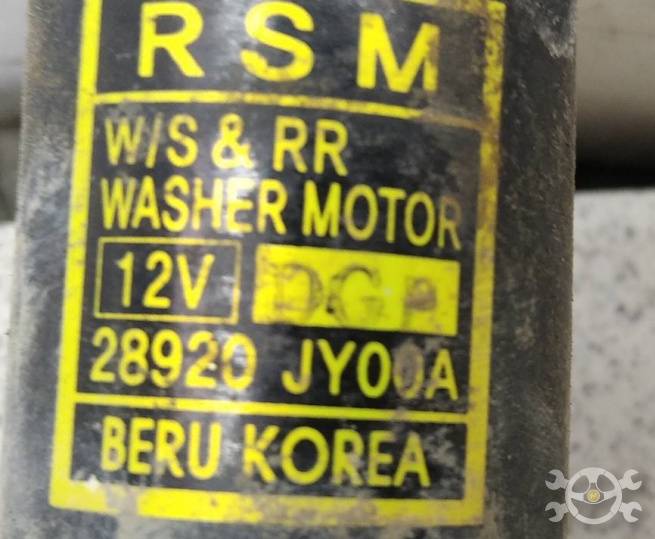 RSM
W/S & RR
WASHER MOTOR
12V DGP
28920 JY00A
BERU KOREA